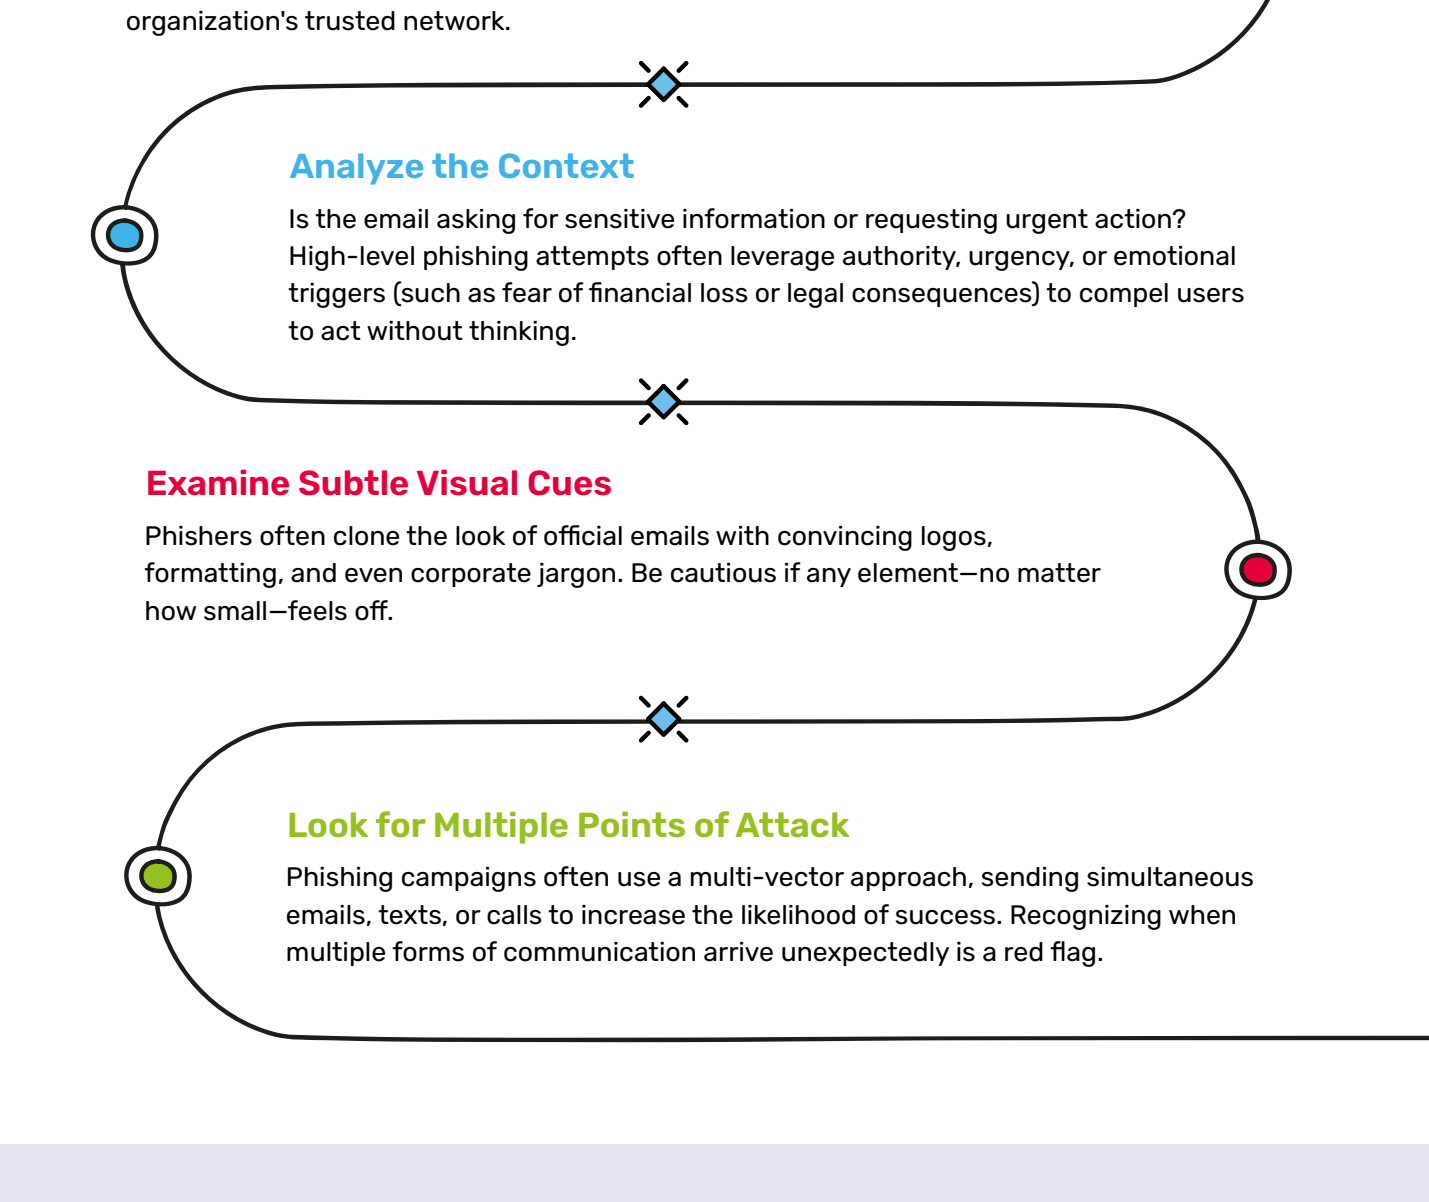 organization's trusted network.
Analyze the Context
Is the email asking for sensitive information or requesting urgent action?
High-level phishing attempts often leverage authority, urgency, or emotional
triggers (such as fear of financial loss or legal consequences) to compel users
to act without thinking.
Examine Subtle Visual Cues
Phishers often clone the look of official emails with convincing logos,
formatting, and even corporate jargon. Be cautious if any element—no matter
how small—feels off.
Look for Multiple Points of Attack
Phishing campaigns often use a multi-vector approach, sending simultaneous
emails, texts, or calls to increase the likelihood of success. Recognizing when
multiple forms of communication arrive unexpectedly is a red flag.